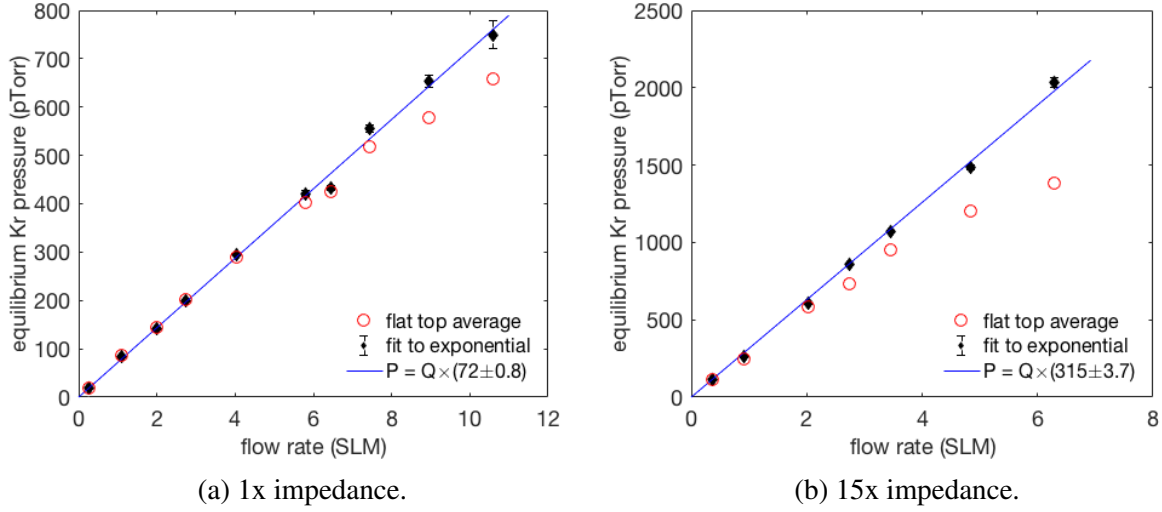 800
700
600
500
400
300
200
100
0
equilibrium Kr pressure (pTorr)
flat top average
fit to exponential
P = Q×(72±0.8)
0 2 4 6 8 10 12
flow rate (SLM)
(a) 1x impedance.
2500
2000
1500
1000
500
0
equilibrium Kr pressure (pTorr)
flat top average
fit to exponential
P = Q×(315±3.7)
0 2 4 6 8
flow rate (SLM)
(b) 15x impedance.